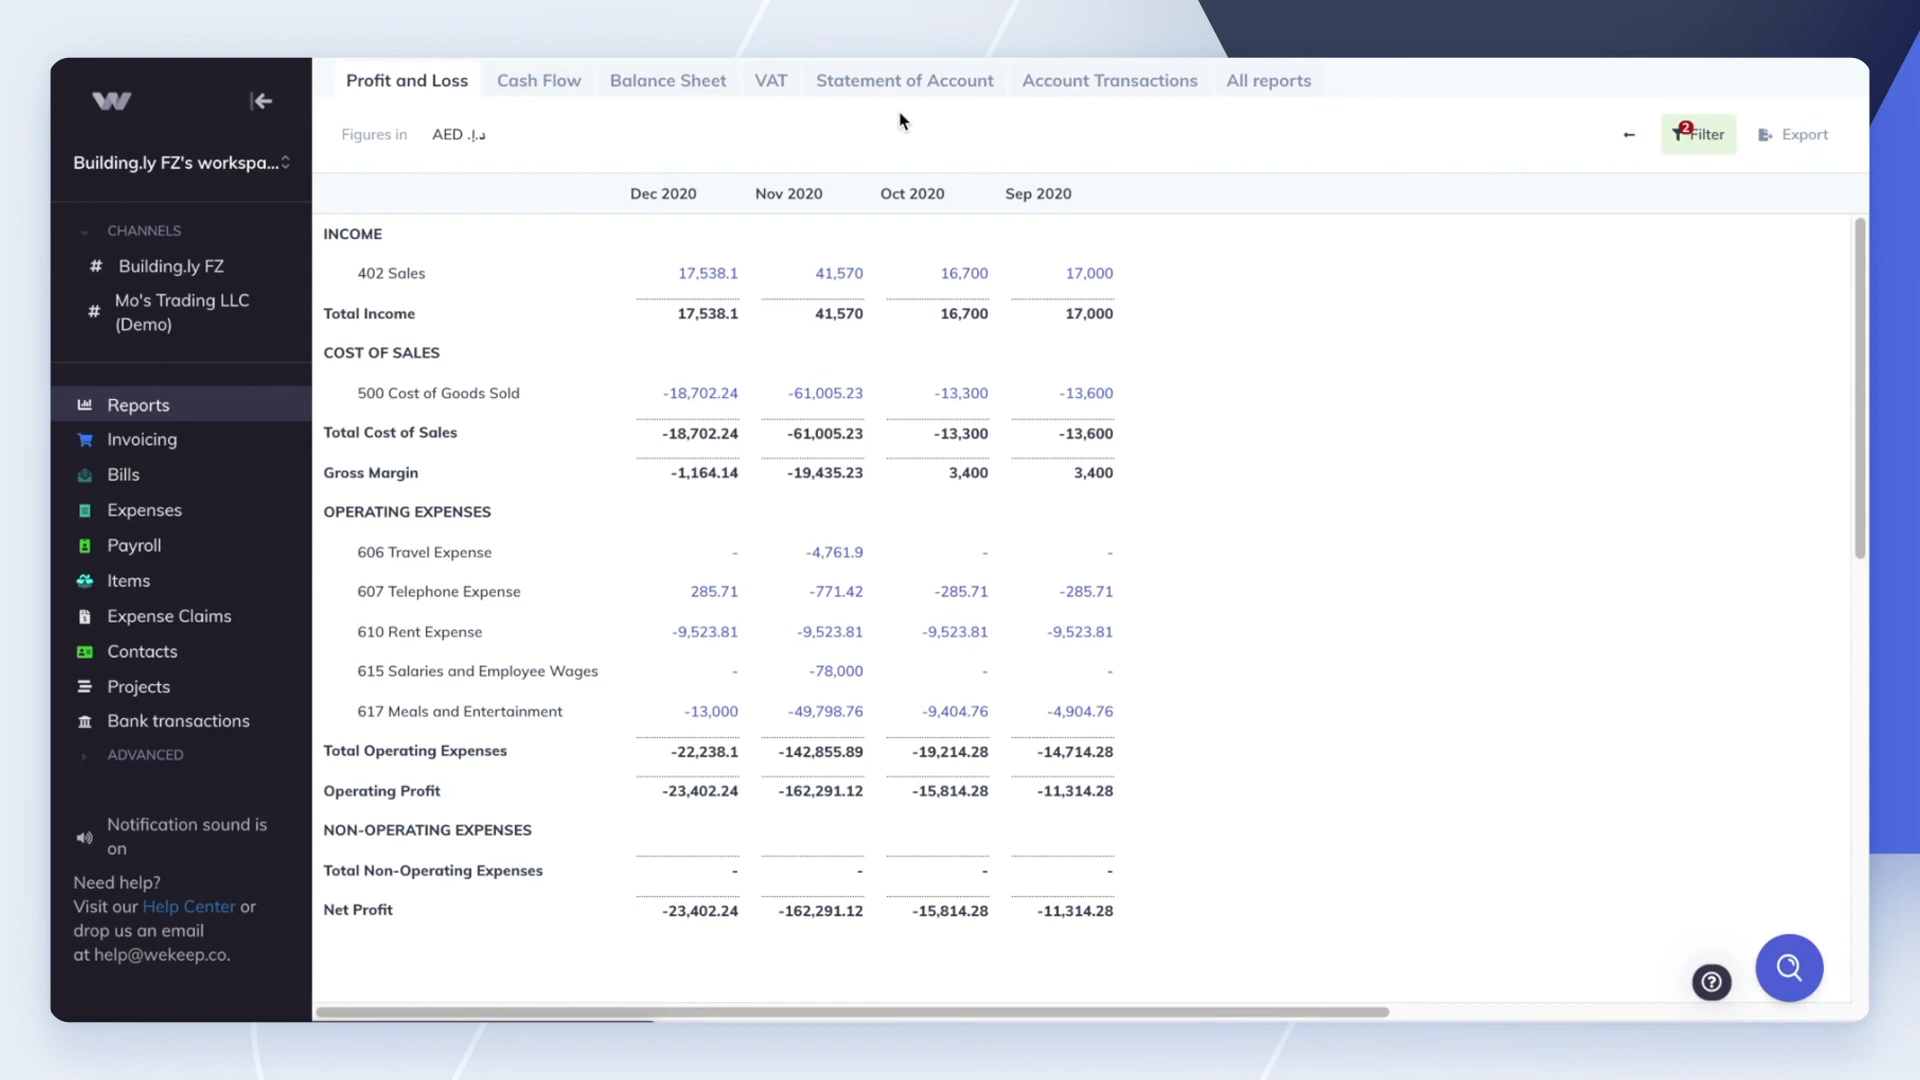 Building.ly FZ's workspa...
CHANNELS
# Building.ly FZ
# Mo's Trading LLC
(Demo)
Reports
Invoicing
Bills
Expenses
Payroll
Items
Expense Claims
Contacts
Projects
Bank transactions
ADVANCED
Notification sound is
on
Need help?
Visit our Help Center or
drop us an email
at help@wekeep.co.
Profit and Loss Cash Flow Balance Sheet VAT Statement of Account Account Transactions All reports
Figures in AED د.إ.
← 2 Filter Export
Dec 2020 Nov 2020 Oct 2020 Sep 2020
INCOME
402 Sales 17,538.1 41,570 16,700 17,000
Total Income 17,538.1 41,570 16,700 17,000
COST OF SALES
500 Cost of Goods Sold -18,702.24 -61,005.23 -13,300 -13,600
Total Cost of Sales -18,702.24 -61,005.23 -13,300 -13,600
Gross Margin -1,164.14 -19,435.23 3,400 3,400
OPERATING EXPENSES
606 Travel Expense - -4,761.9 - -
607 Telephone Expense 285.71 -771.42 -285.71 -285.71
610 Rent Expense -9,523.81 -9,523.81 -9,523.81 -9,523.81
615 Salaries and Employee Wages - -78,000 - -
617 Meals and Entertainment -13,000 -49,798.76 -9,404.76 -4,904.76
Total Operating Expenses -22,238.1 -142,855.89 -19,214.28 -14,714.28
Operating Profit -23,402.24 -162,291.12 -15,814.28 -11,314.28
NON-OPERATING EXPENSES
Total Non-Operating Expenses - - - -
Net Profit -23,402.24 -162,291.12 -15,814.28 -11,314.28